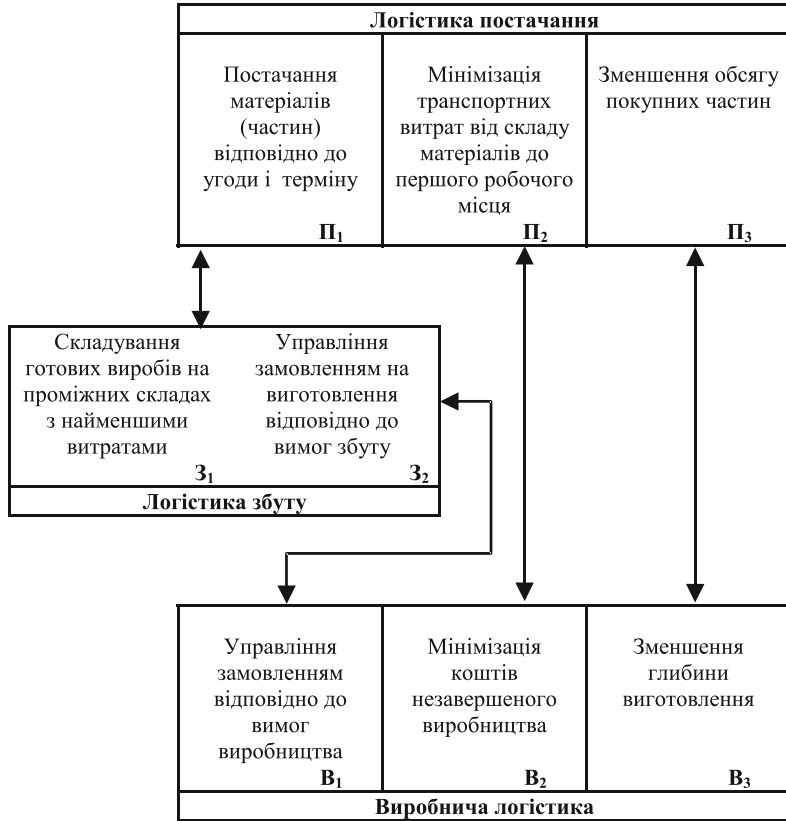 Логістика постачання
Постачання
матеріалів
(частин)
відповідно до
угоди і терміну
П₁
Мінімізація
транспортних
витрат від складу
матеріалів до
першого робочого
місця
П₂
Зменшення обсягу
покупних частин
П₃
Складування
готових виробів на
проміжних складах
з найменшими
витратами
З₁
Управління
замовленням на
виготовлення
відповідно до
вимог збуту
З₂
Логістика збуту
Управління
замовленням
відповідно до
вимог
виробництва
В₁
Мінімізація
коштів
незавершеного
виробництва
В₂
Зменшення
глибини
виготовлення
В₃
Виробнича логістика